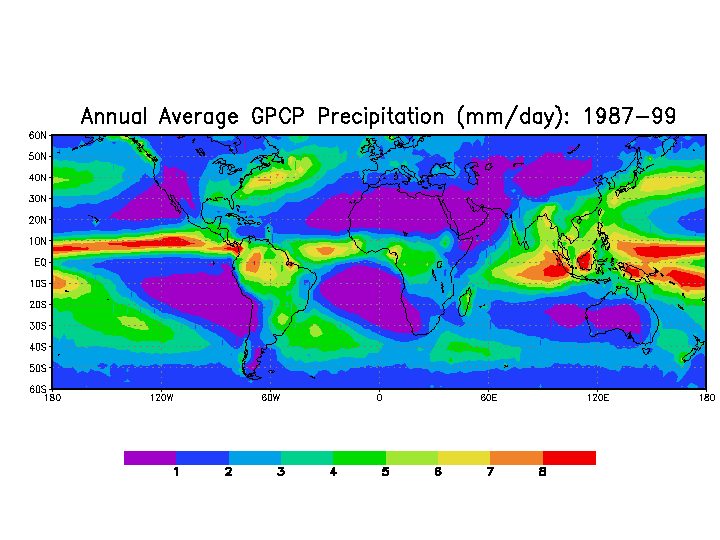 Annual Average GPCP Precipitation (mm/day): 1987-99
60N
50N
40N
30N
20N
10N
EQ
10S
20S
30S
40S
50S
60S
180 120W 60W 0 60E 120E 180
1 2 3 4 5 6 7 8